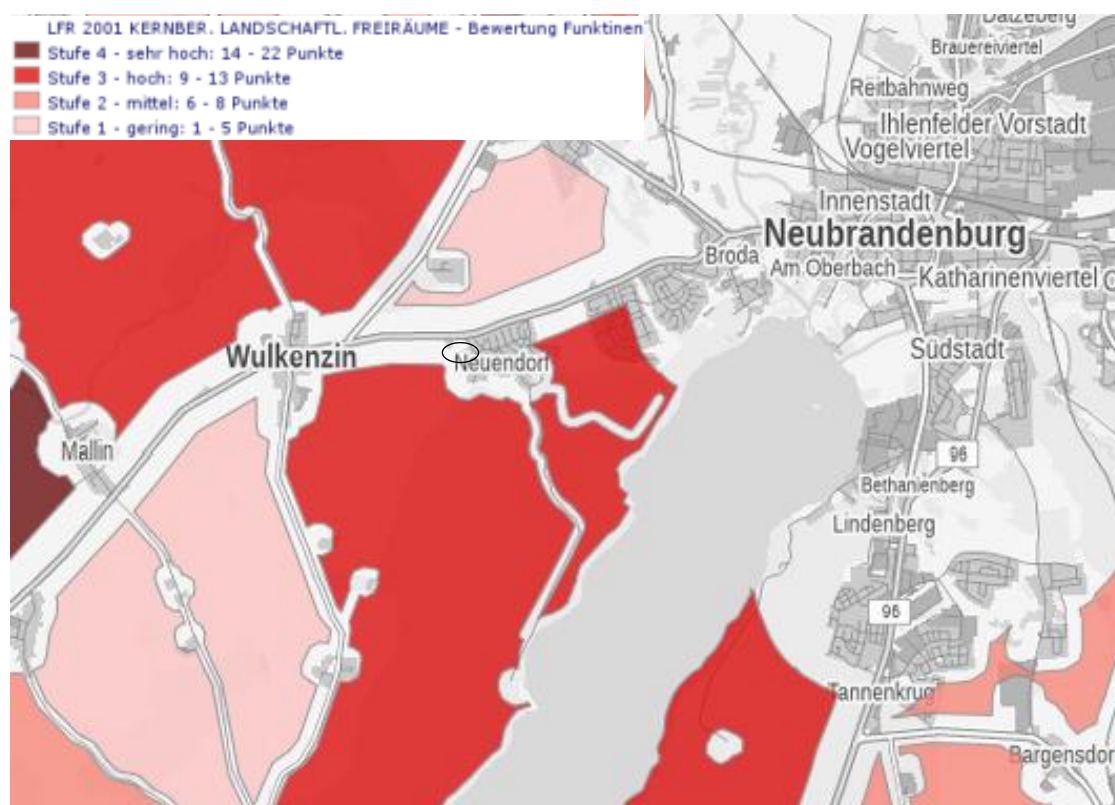 LFR 2001 KERNBER. LANDSCHAFTL. FREIRÄUME - Bewertung Funktinen
Stufe 4 - sehr hoch: 14 - 22 Punkte
Stufe 3 - hoch: 9 - 13 Punkte
Stufe 2 - mittel: 6 - 8 Punkte
Stufe 1 - gering: 1 - 5 Punkte
Datzeberg
Brauereiviertel
Reitbahnweg
Ihlenfelder Vorstadt
Vogelviertel
Innenstadt
Neubrandenburg
Broda
Am Oberbach
Katharinenviertel
Wulkenzin
Neuendorf
Südstadt
Mallin
96
Bethanienberg
Lindenberg
96
Tannenkrug
Bargensdor